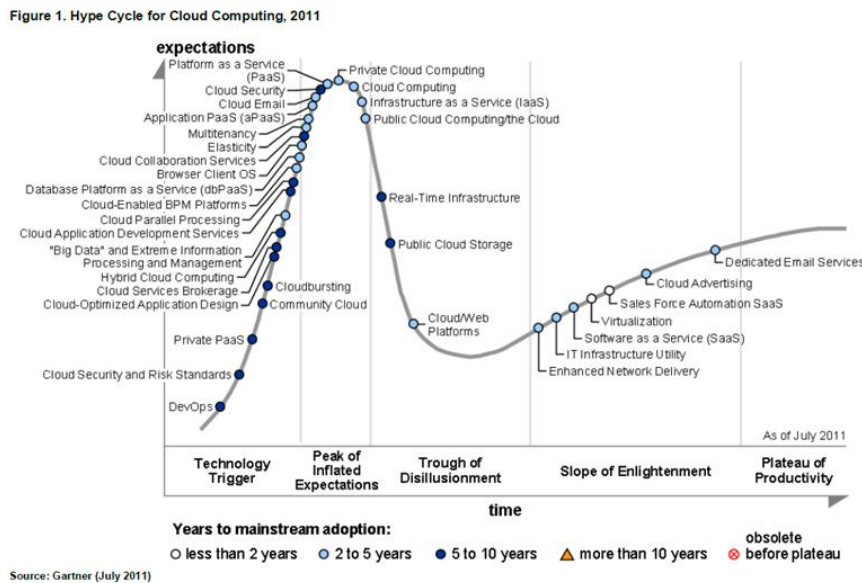 Figure 1. Hype Cycle for Cloud Computing, 2011
expectations
Platform as a Service
(PaaS)
Cloud Security
Cloud Email
Application PaaS (aPaaS)
Multitenancy
Elasticity
Cloud Collaboration Services
Browser Client OS
Database Platform as a Service (dbPaaS)
Cloud-Enabled BPM Platforms
Cloud Parallel Processing
Cloud Application Development Services
"Big Data" and Extreme Information
Processing and Management
Hybrid Cloud Computing
Cloud Services Brokerage
Cloud-Optimized Application Design
Cloudbursting
Community Cloud
Private PaaS
Cloud Security and Risk Standards
DevOps
Private Cloud Computing
Cloud Computing
Infrastructure as a Service (IaaS)
Public Cloud Computing/the Cloud
Real-Time Infrastructure
Public Cloud Storage
Cloud/Web
Platforms
Dedicated Email Services
Cloud Advertising
Sales Force Automation SaaS
Virtualization
Software as a Service (SaaS)
IT Infrastructure Utility
Enhanced Network Delivery
As of July 2011
Technology
Trigger
Peak of
Inflated
Expectations
Trough of
Disillusionment
Slope of Enlightenment
Plateau of
Productivity
time
Years to mainstream adoption:
less than 2 years
2 to 5 years
5 to 10 years
more than 10 years
obsolete
before plateau
Source: Gartner (July 2011)